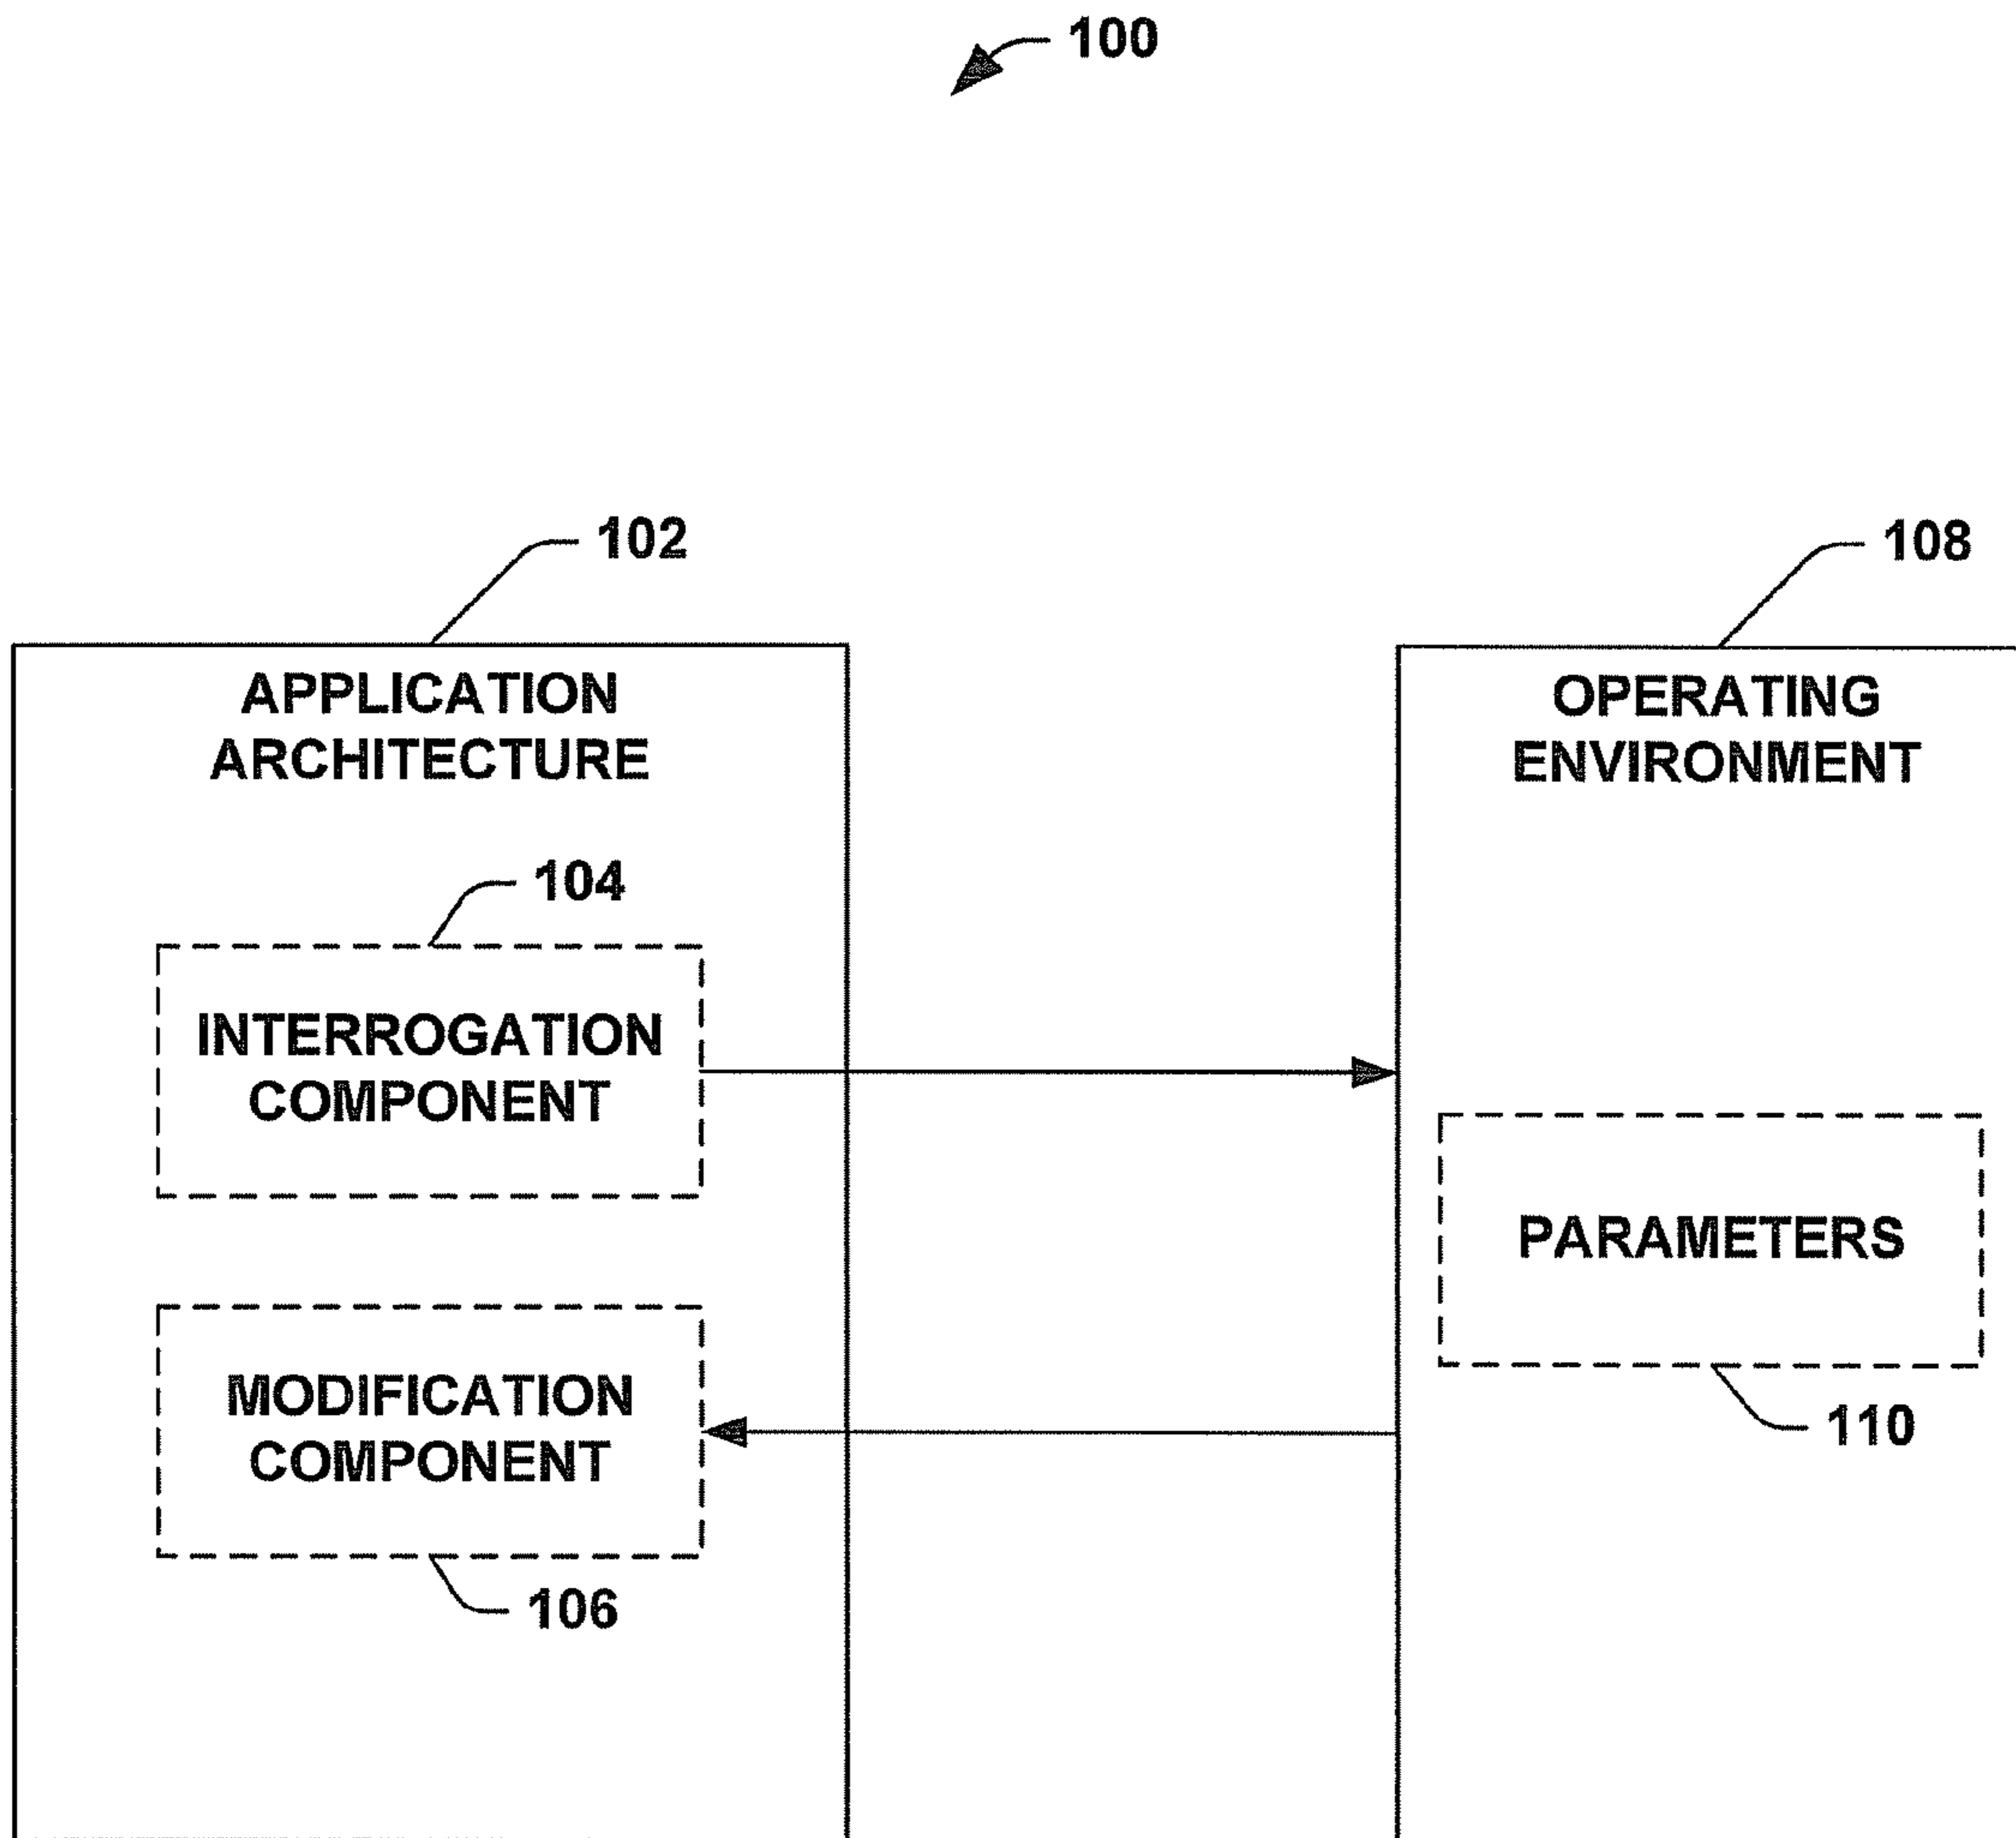 100
102
108
APPLICATION
ARCHITECTURE
OPERATING
ENVIRONMENT
104
INTERROGATION
COMPONENT
PARAMETERS
MODIFICATION
COMPONENT
110
106